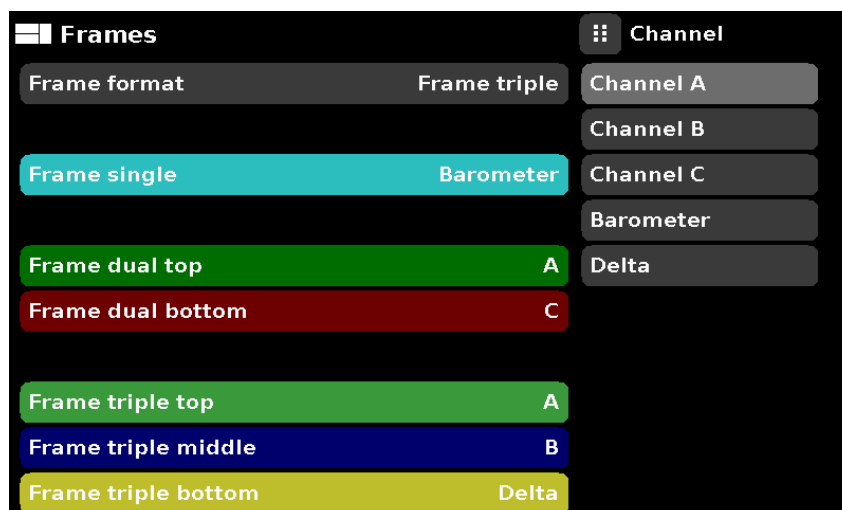 Frames
Frame format Frame triple
Frame single Barometer
Frame dual top A
Frame dual bottom C
Frame triple top A
Frame triple middle B
Frame triple bottom Delta
Channel
Channel A
Channel B
Channel C
Barometer
Delta